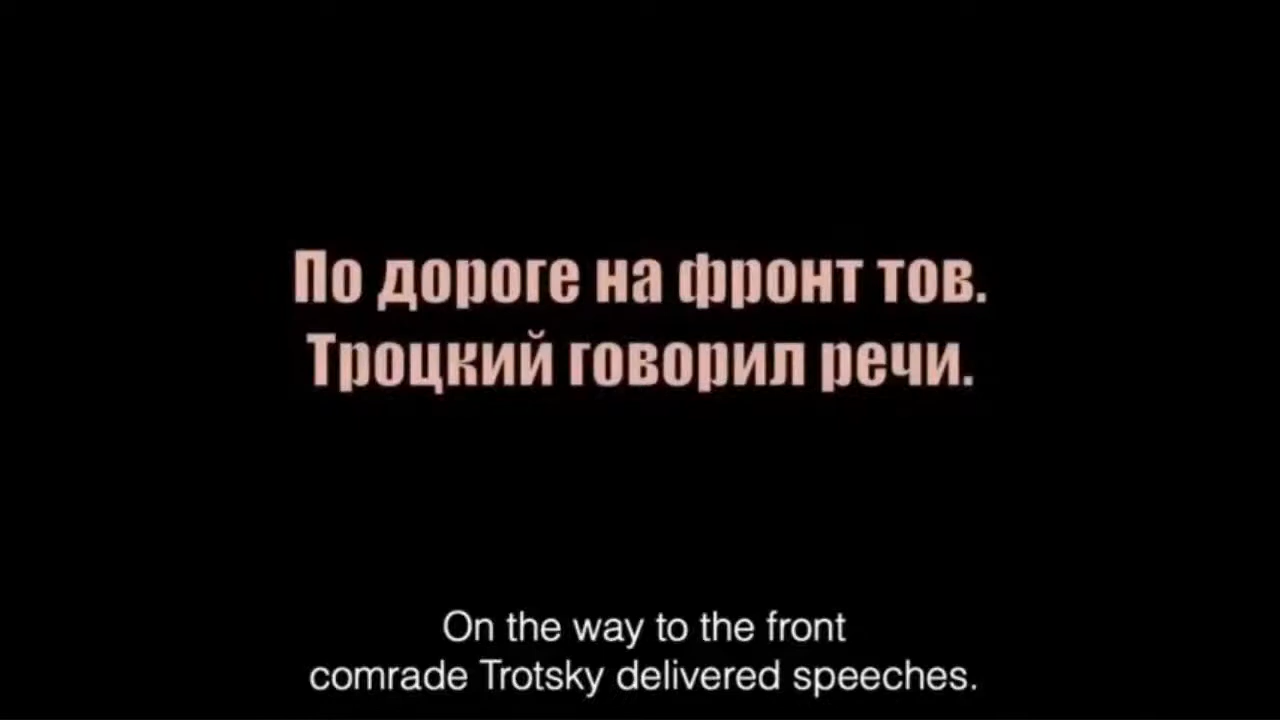 По дороге на фронт тов.
Троцкий говорил речи.
On the way to the front
comrade Trotsky delivered speeches.